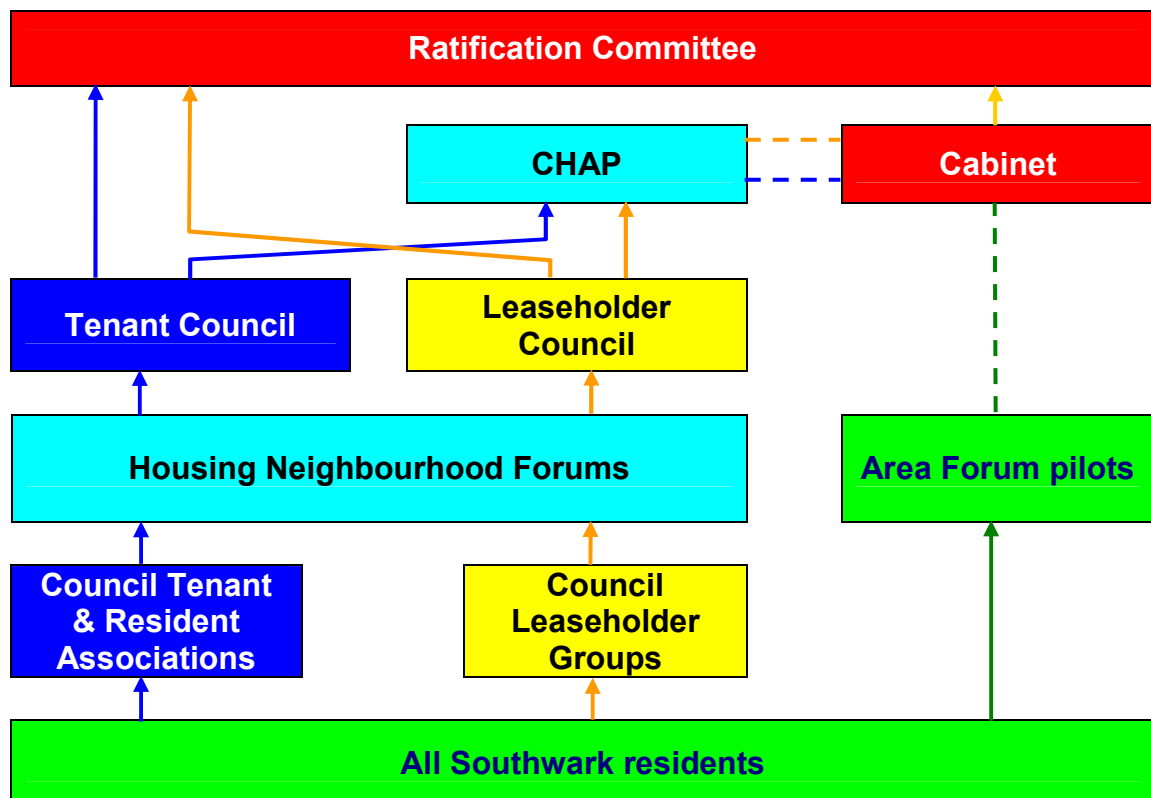 Ratification Committee
CHAP
Cabinet
Tenant Council
Leaseholder
Council
Housing Neighbourhood Forums
Area Forum pilots
Council Tenant
& Resident
Associations
Council
Leaseholder
Groups
All Southwark residents